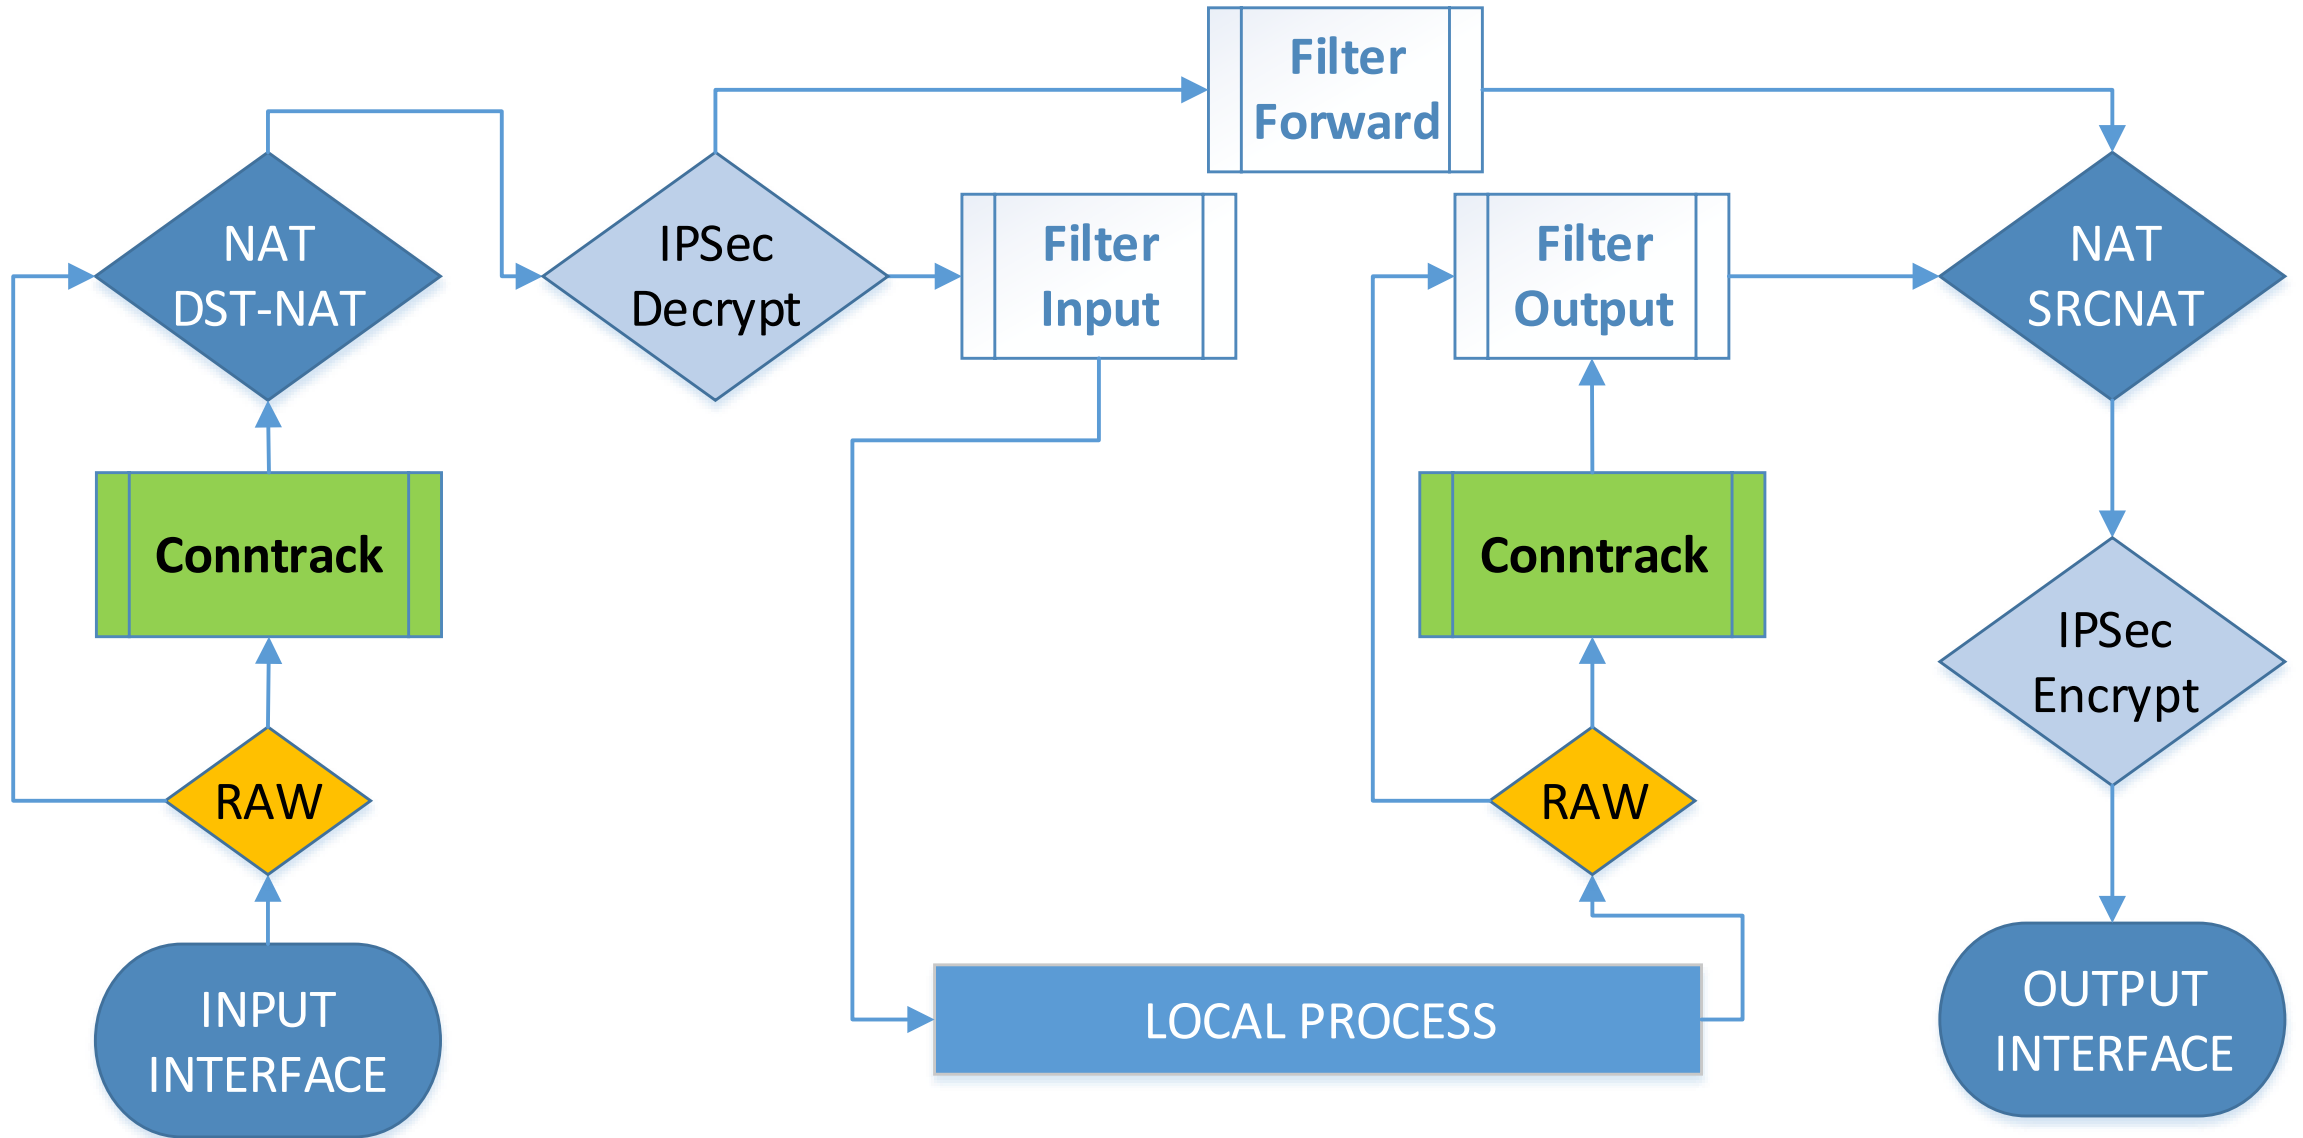 Filter
Forward
NAT
DST-NAT
IPSec
Decrypt
Filter
Input
Filter
Output
NAT
SRCNAT
Conntrack
Conntrack
IPSec
Encrypt
RAW
RAW
INPUT
INTERFACE
LOCAL PROCESS
OUTPUT
INTERFACE